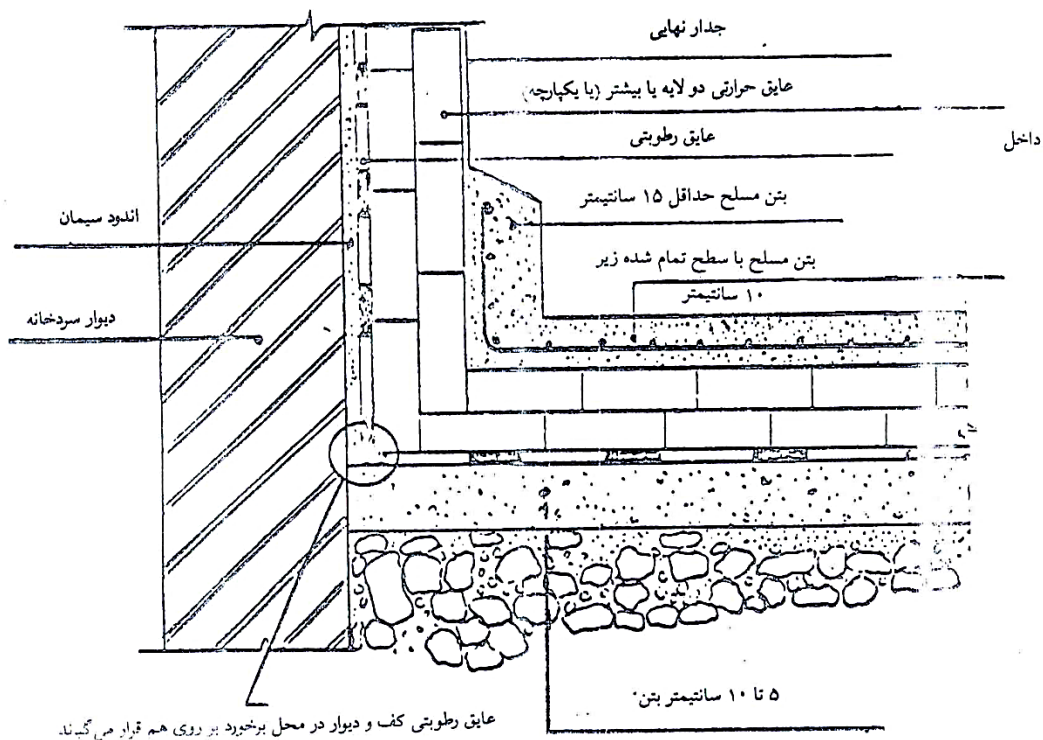 جدار نهایی
عایق حرارتی دو لایه یا بیشتر (یا یکپارچه)
داخل
عایق رطوبتی
بتن مسلح حداقل ۱۵ سانتیمتر
اندود سیمان
بتن مسلح با سطح تمام شده زیر
۱۰ سانتیمتر
دیوار سردخانه
۵ تا ۱۰ سانتیمتر بتن
عایق رطوبتی کف و دیوار در محل برخورد بر روی هم قرار می‌گیرند